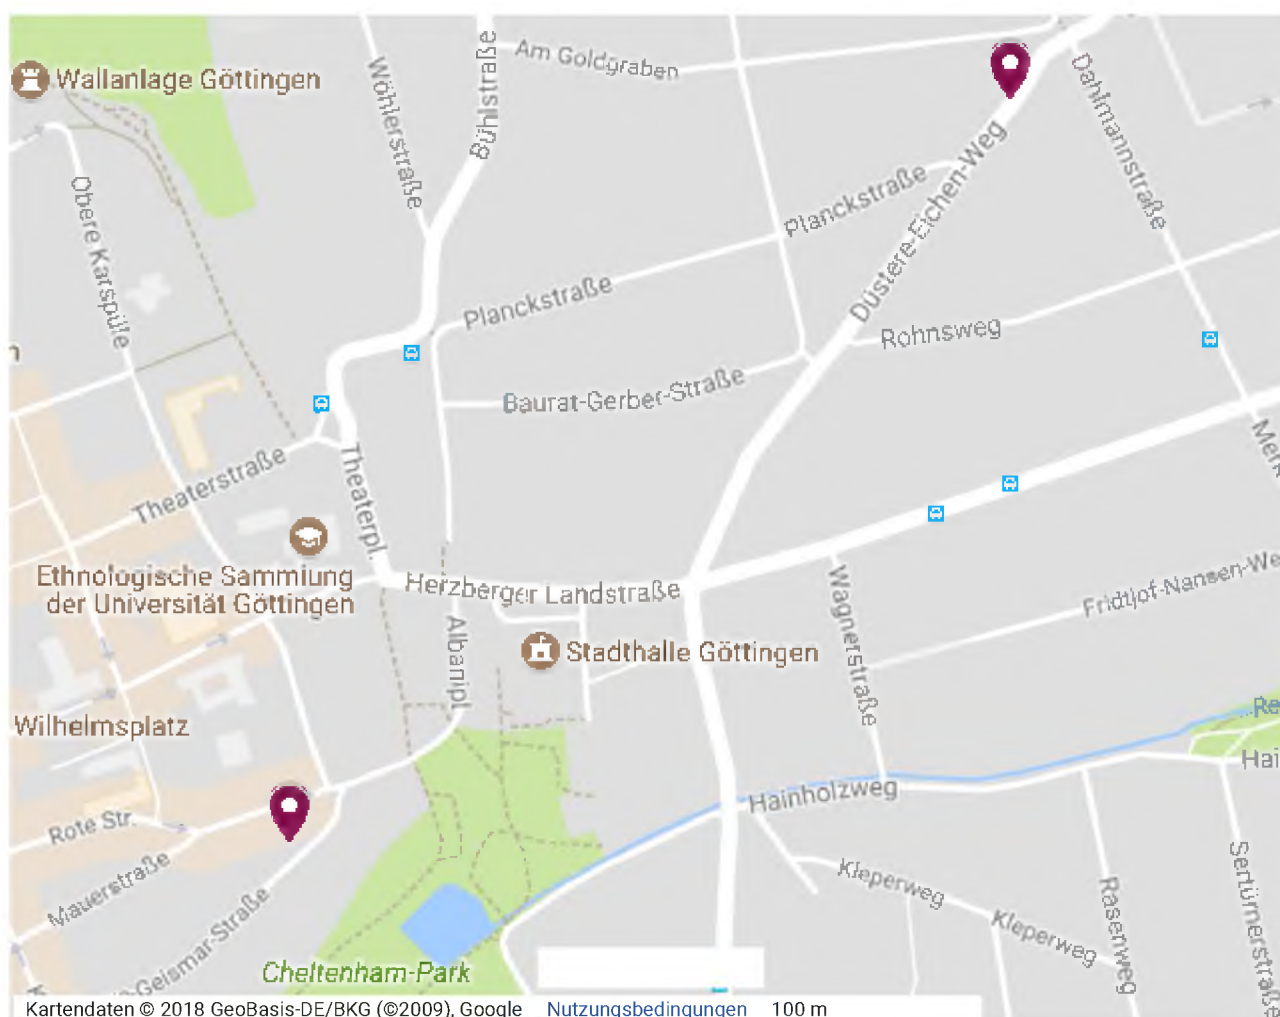 Am Goldgraben
Wallanlage Göttingen
Wöhlerstraße
Bühlstraße
Dahlmannstraße
Obere Karspüle
Planckstraße
Düstere-Eichen-Weg
Planckstraße
Rohnsweg
Baurat-Gerber-Straße
Theaterstraße
Theaterpl.
Ethnologische Sammlung
der Universität Göttingen
Herzberger Landstraße
Wagnerstraße
Fridtjof-Nansen-We
Albanipl.
Stadthalle Göttingen
Wilhelmsplatz
Hainholzweg
Hai
Rote Str.
Mauerstraße
Kleperweg
Kleperweg
Rasenweg
Sertürnerstraße
-Geismar-Straße
Cheltenham-Park
Kartendaten © 2018 GeoBasis-DE/BKG (©2009), Google Nutzungsbedingungen 100 m